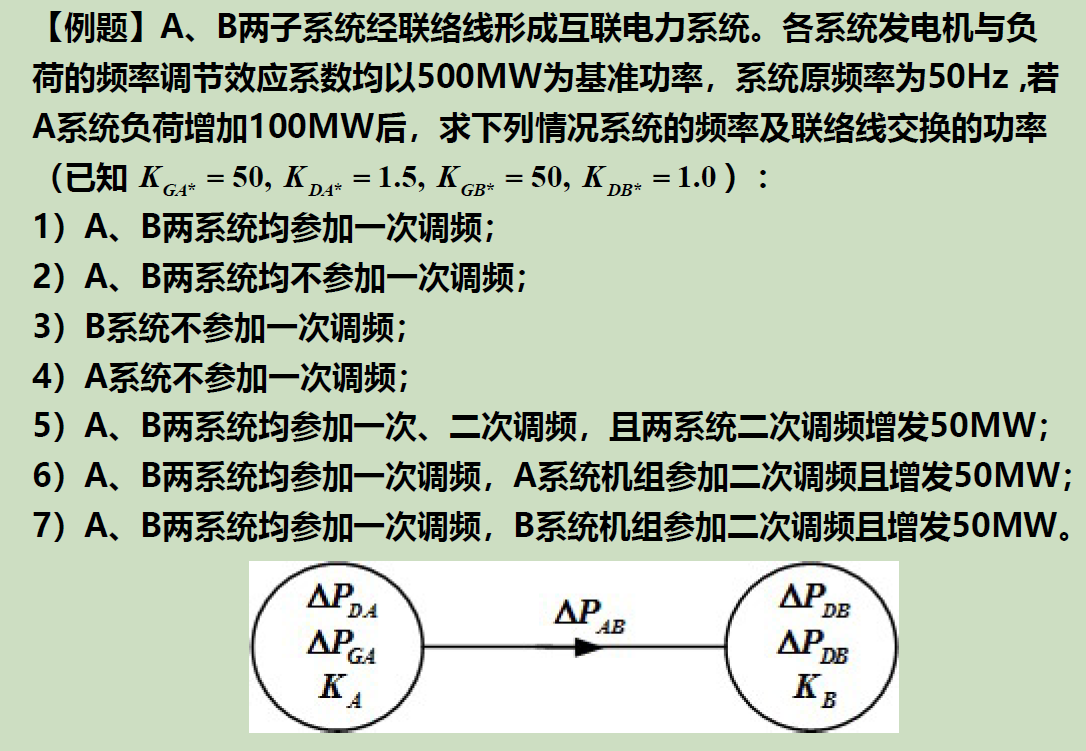 【例题】A、B两子系统经联络线形成互联电力系统。各系统发电机与负
荷的频率调节效应系数均以500MW为基准功率，系统原频率为50Hz ,若
A系统负荷增加100MW后，求下列情况系统的频率及联络线交换的功率
（已知 K_{GA*} = 50, K_{DA*} = 1.5, K_{GB*} = 50, K_{DB*} = 1.0）：
1）A、B两系统均参加一次调频；
2）A、B两系统均不参加一次调频；
3）B系统不参加一次调频；
4）A系统不参加一次调频；
5）A、B两系统均参加一次、二次调频，且两系统二次调频增发50MW；
6）A、B两系统均参加一次调频，A系统机组参加二次调频且增发50MW；
7）A、B两系统均参加一次调频，B系统机组参加二次调频且增发50MW。
ΔP_{DA}
ΔP_{GA}
K_A
ΔP_{AB}
ΔP_{DB}
ΔP_{DB}
K_B